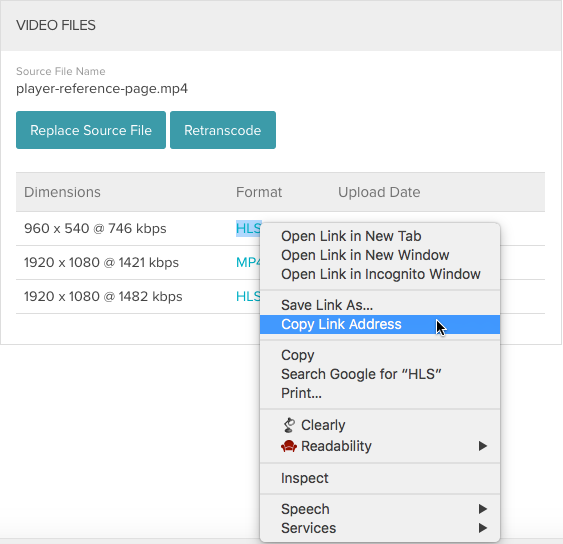 VIDEO FILES
Source File Name
player-reference-page.mp4
Replace Source File Retranscode
Dimensions Format Upload Date
960 x 540 @ 746 kbps HLS
1920 x 1080 @ 1421 kbps MP4
1920 x 1080 @ 1482 kbps HLS
Open Link in New Tab
Open Link in New Window
Open Link in Incognito Window
Save Link As...
Copy Link Address
Copy
Search Google for “HLS”
Print...
Clearly
Readability
Inspect
Speech
Services